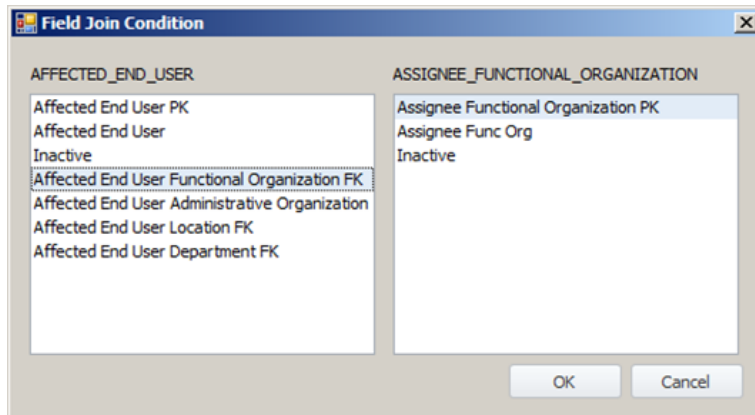 Field Join Condition
AFFECTED_END_USER
Affected End User PK
Affected End User
Inactive
Affected End User Functional Organization FK
Affected End User Administrative Organization
Affected End User Location FK
Affected End User Department FK
ASSIGNEE_FUNCTIONAL_ORGANIZATION
Assignee Functional Organization PK
Assignee Func Org
Inactive
OK
Cancel